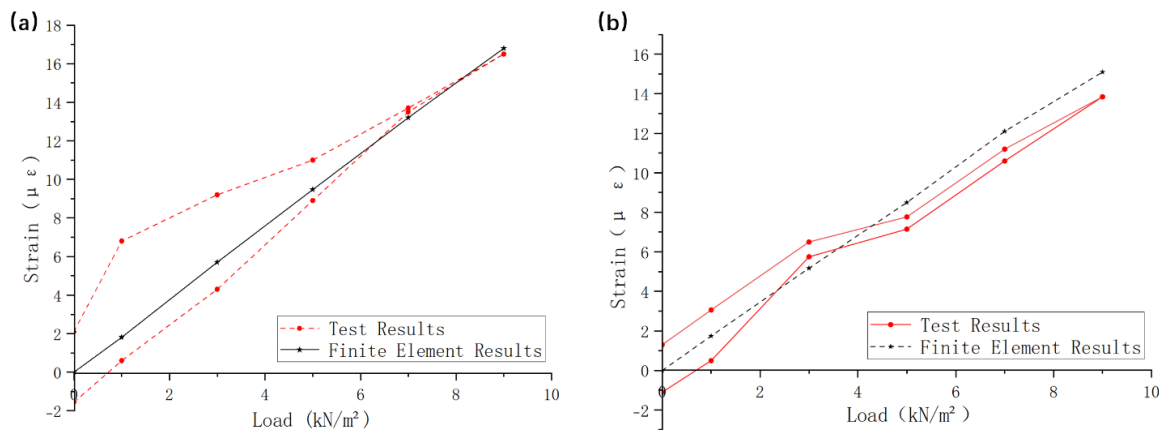 (a)
18
16
14
12
10
8
6
4
2
0
-2
Strain (μ ε)
0 2 4 6 8 10
Load (kN/m²)
Test Results
Finite Element Results
(b)
16
14
12
10
8
6
4
2
0
-2
Strain (μ ε)
0 2 4 6 8 10
Load (kN/m²)
Test Results
Finite Element Results